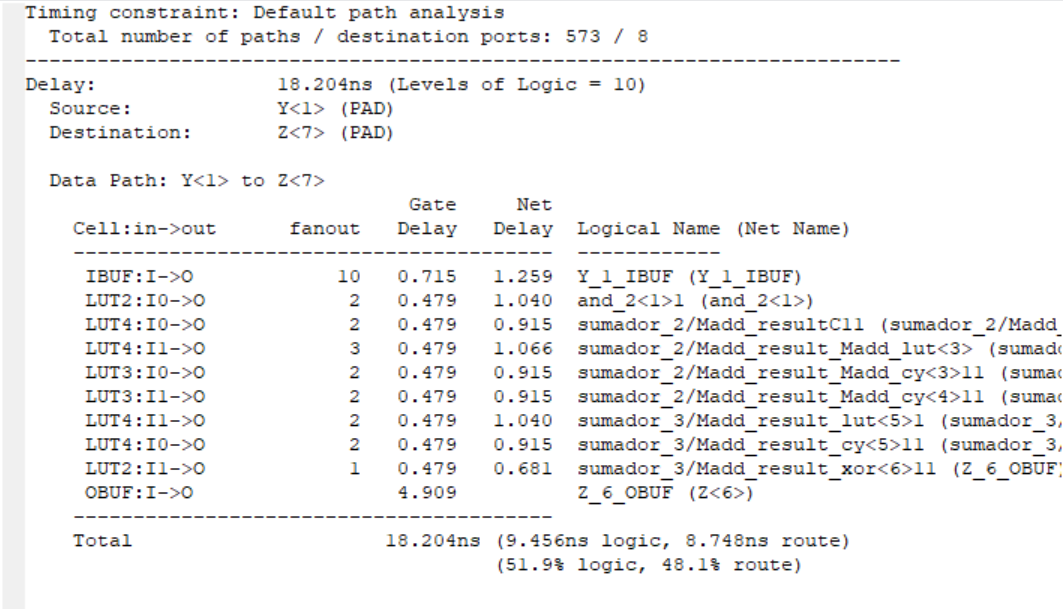 Timing constraint: Default path analysis
  Total number of paths / destination ports: 573 / 8
-------------------------------------------------------------------------
Delay:               18.204ns (Levels of Logic = 10)
  Source:            Y<1> (PAD)
  Destination:       Z<7> (PAD)

  Data Path: Y<1> to Z<7>
                                Gate     Net
    Cell:in->out      fanout   Delay   Delay  Logical Name (Net Name)
    ----------------------------------------  ------------
     IBUF:I->O            10   0.715   1.259  Y_1_IBUF (Y_1_IBUF)
     LUT2:I0->O            2   0.479   1.040  and_2<1>1 (and_2<1>)
     LUT4:I0->O            2   0.479   0.915  sumador_2/Madd_resultC11 (sumador_2/Madd_
     LUT4:I1->O            3   0.479   1.066  sumador_2/Madd_result_Madd_lut<3> (sumado
     LUT3:I0->O            2   0.479   0.915  sumador_2/Madd_result_Madd_cy<3>11 (sumad
     LUT3:I1->O            2   0.479   0.915  sumador_2/Madd_result_Madd_cy<4>11 (sumad
     LUT4:I1->O            2   0.479   1.040  sumador_3/Madd_result_lut<5>1 (sumador_3/
     LUT4:I0->O            2   0.479   0.915  sumador_3/Madd_result_cy<5>11 (sumador_3/
     LUT2:I1->O            1   0.479   0.681  sumador_3/Madd_result_xor<6>11 (Z_6_OBUF)
     OBUF:I->O                 4.909          Z_6_OBUF (Z<6>)
    ----------------------------------------
    Total                     18.204ns (9.456ns logic, 8.748ns route)
                                       (51.9% logic, 48.1% route)